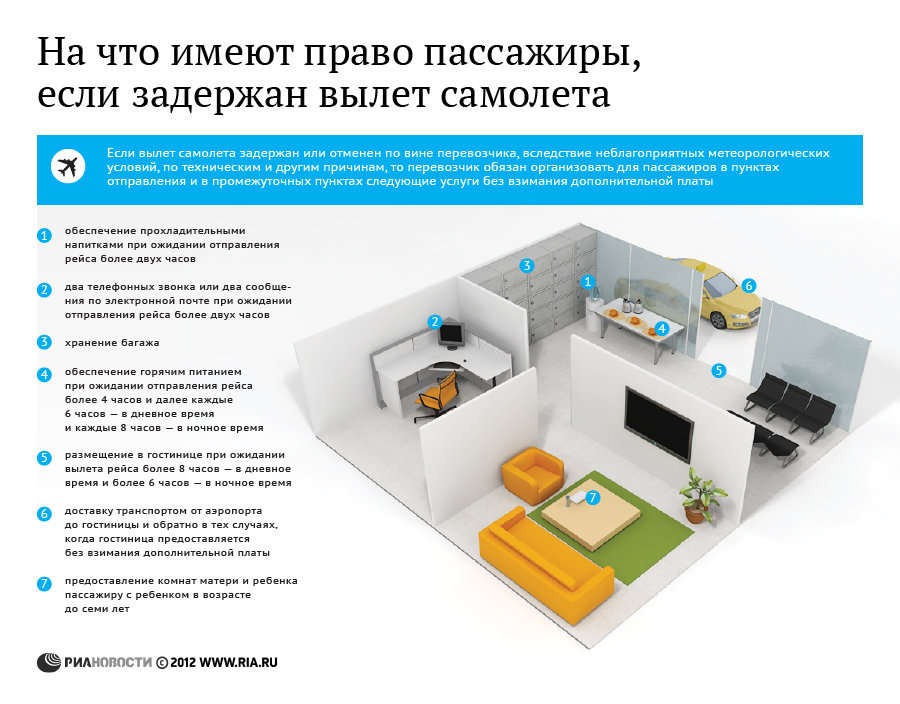 На что имеют право пассажиры,
если задержан вылет самолета
Если вылет самолета задержан или отменен по вине перевозчика, вследствие неблагоприятных метеорологических
условий, по техническим и другим причинам, то перевозчик обязан организовать для пассажиров в пунктах
отправления и в промежуточных пунктах следующие услуги без взимания дополнительной платы
1 обеспечение прохладительными
напитками при ожидании отправления
рейса более двух часов
2 два телефонных звонка или два сообще-
ния по электронной почте при ожидании
отправления рейса более двух часов
3 хранение багажа
4 обеспечение горячим питанием
при ожидании отправления рейса
более 4 часов и далее каждые
6 часов — в дневное время
и каждые 8 часов — в ночное время
5 размещение в гостинице при ожидании
вылета рейса более 8 часов — в дневное
время и более 6 часов — в ночное время
6 доставку транспортом от аэропорта
до гостиницы и обратно в тех случаях,
когда гостиница предоставляется
без взимания дополнительной платы
7 предоставление комнат матери и ребенка
пассажиру с ребенком в возрасте
до семи лет
3
1
6
2
4
5
7
РИАНОВОСТИ © 2012 WWW.RIA.RU